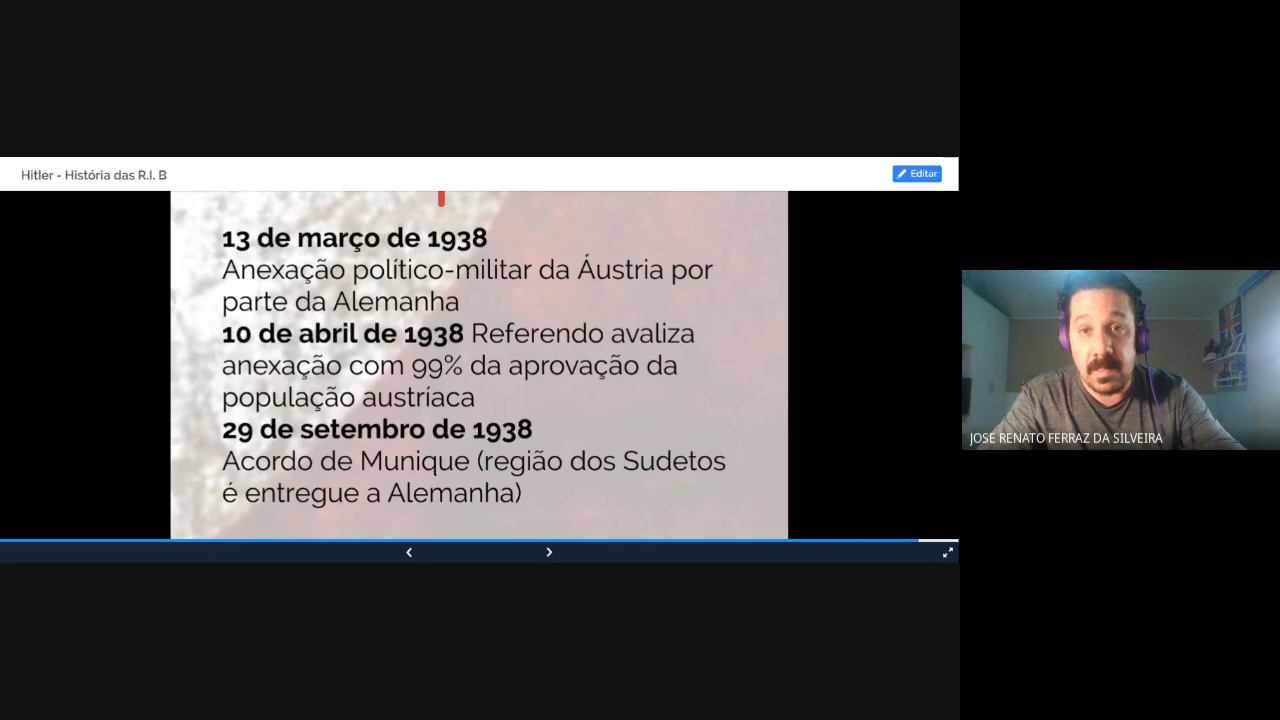 Hitler - História das R.I. B
Editar
13 de março de 1938
Anexação político-militar da Áustria por
parte da Alemanha
10 de abril de 1938 Referendo avaliza
anexação com 99% da aprovação da
população austríaca
29 de setembro de 1938
Acordo de Munique (região dos Sudetos
é entregue a Alemanha)
JOSE RENATO FERRAZ DA SILVEIRA